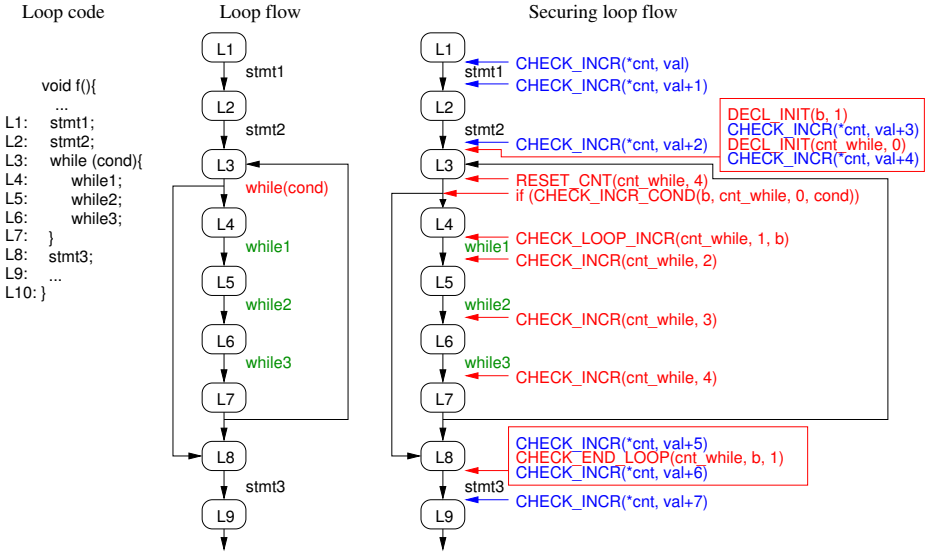 Loop code
void f(){
...
L1: stmt1;
L2: stmt2;
L3: while (cond){
L4: while1;
L5: while2;
L6: while3;
L7: }
L8: stmt3;
L9: ...
L10: }
Loop flow
L1
stmt1
L2
stmt2
L3
while(cond)
L4
while1
L5
while2
L6
while3
L7
L8
stmt3
L9
Securing loop flow
L1
CHECK_INCR(*cnt, val)
stmt1
CHECK_INCR(*cnt, val+1)
L2
stmt2
CHECK_INCR(*cnt, val+2)
DECL_INIT(b, 1)
CHECK_INCR(*cnt, val+3)
DECL_INIT(cnt_while, 0)
CHECK_INCR(*cnt, val+4)
L3
RESET_CNT(cnt_while, 4)
if (CHECK_INCR_COND(b, cnt_while, 0, cond))
L4
CHECK_LOOP_INCR(cnt_while, 1, b)
while1
CHECK_INCR(cnt_while, 2)
L5
while2
CHECK_INCR(cnt_while, 3)
L6
while3
CHECK_INCR(cnt_while, 4)
L7
CHECK_INCR(*cnt, val+5)
L8
CHECK_END_LOOP(cnt_while, b, 1)
CHECK_INCR(*cnt, val+6)
stmt3
CHECK_INCR(*cnt, val+7)
L9